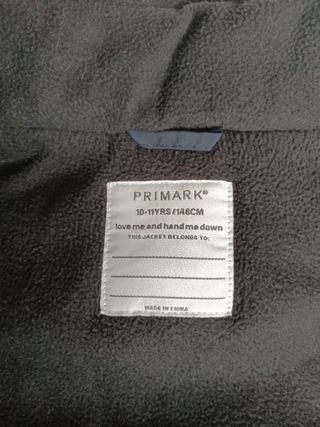 PRIMARK®
10-11YRS/146CM
love me and hand me down
THIS JACKET BELONGS TO:
MADE IN CHINA